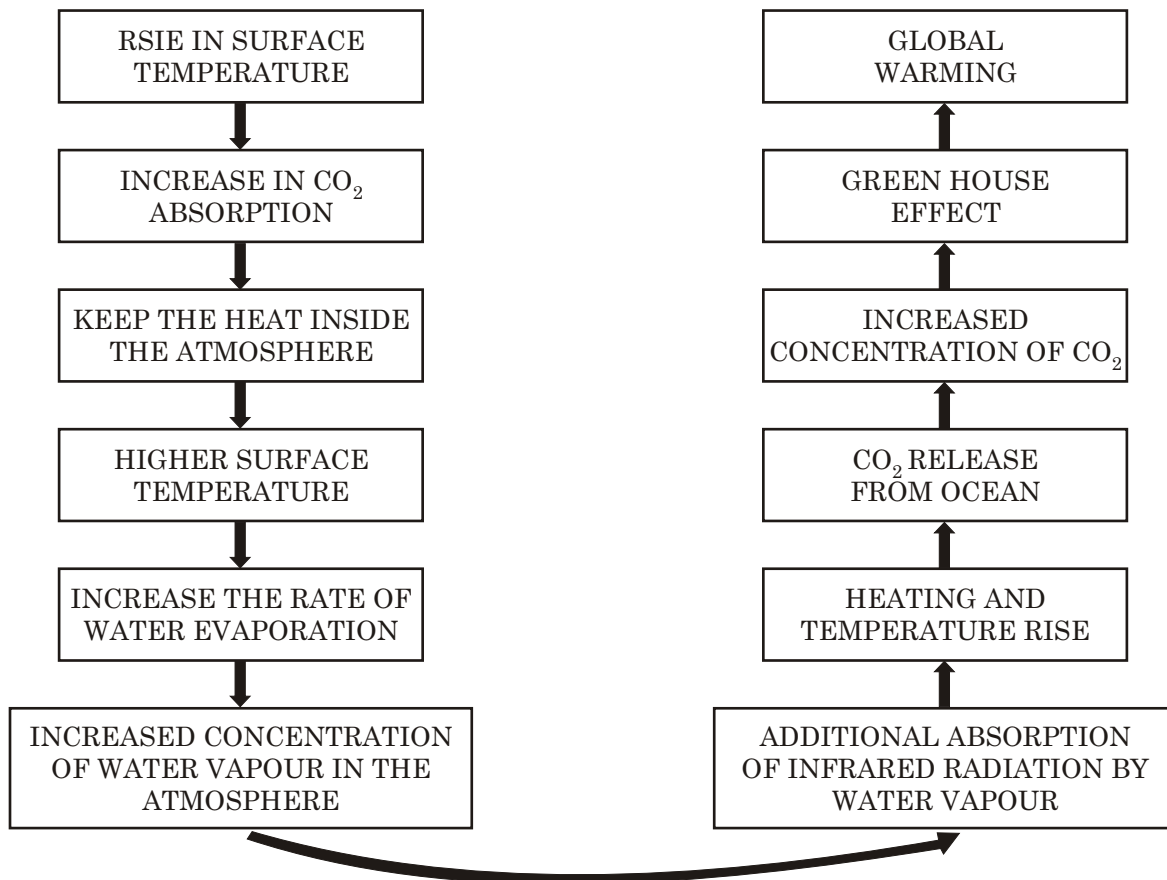 RSIE IN SURFACE
TEMPERATURE
INCREASE IN CO₂
ABSORPTION
KEEP THE HEAT INSIDE
THE ATMOSPHERE
HIGHER SURFACE
TEMPERATURE
INCREASE THE RATE OF
WATER EVAPORATION
INCREASED CONCENTRATION
OF WATER VAPOUR IN THE
ATMOSPHERE
ADDITIONAL ABSORPTION
OF INFRARED RADIATION BY
WATER VAPOUR
HEATING AND
TEMPERATURE RISE
CO₂ RELEASE
FROM OCEAN
INCREASED
CONCENTRATION OF CO₂
GREEN HOUSE
EFFECT
GLOBAL
WARMING